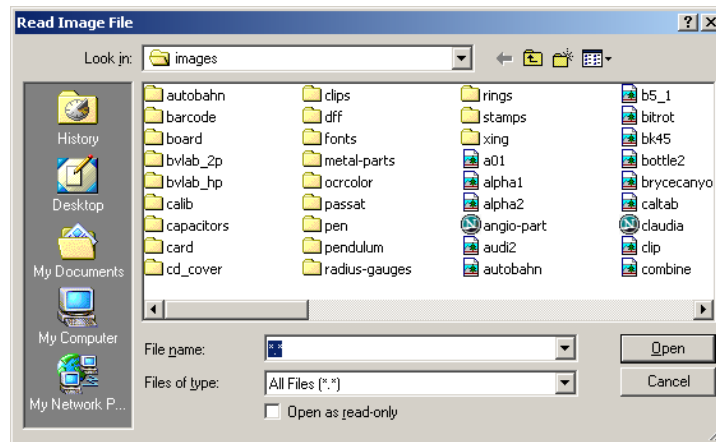 Read Image File
Look in: images
History
Desktop
My Documents
My Computer
My Network P...
autobahn clips rings b5_1
barcode dff stamps bitrot
board fonts xing bk45
bvlab_2p metal-parts a01 bottle2
bvlab_hp ocrcolor alpha1 brycecanyo
calib passat alpha2 caltab
capacitors pen angio-part claudia
card pendulum audi2 clip
cd_cover radius-gauges autobahn combine
File name: *.* Open
Files of type: All Files (*.*) Cancel
Open as read-only